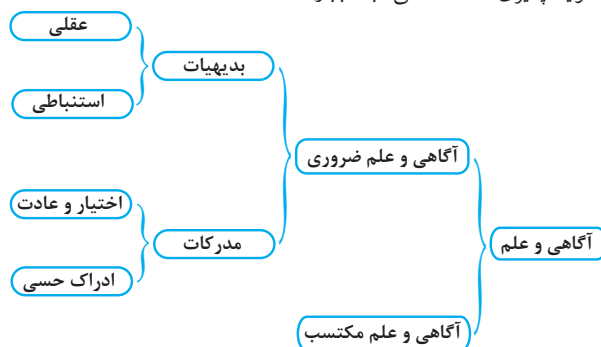 آگاهی و علم
آگاهی و علم ضروری
آگاهی و علم مکتسب
بدیهیات
مدرکات
عقلی
استنباطی
اختیار و عادت
ادراک حسی